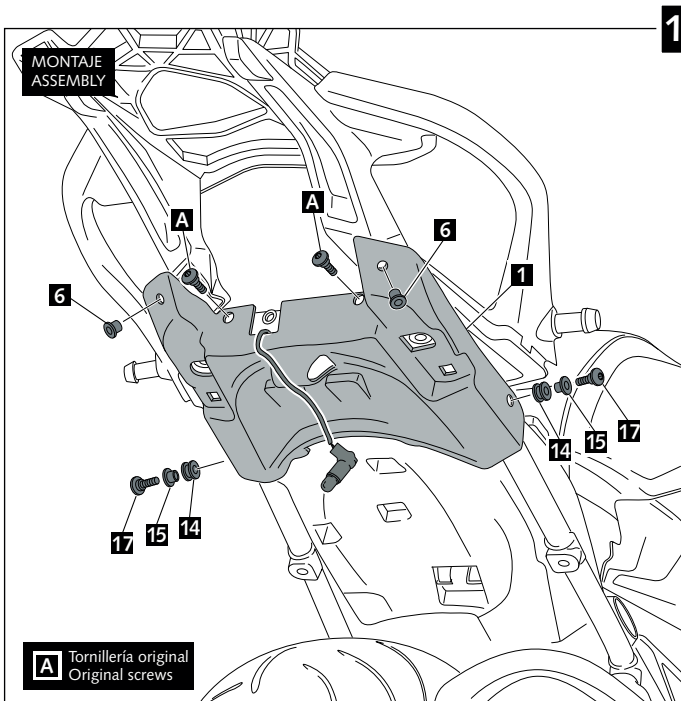 1
MONTAJE
ASSEMBLY
A
A
6
1
6
14
15
17
17
15
14
A Tornillería original
Original screws